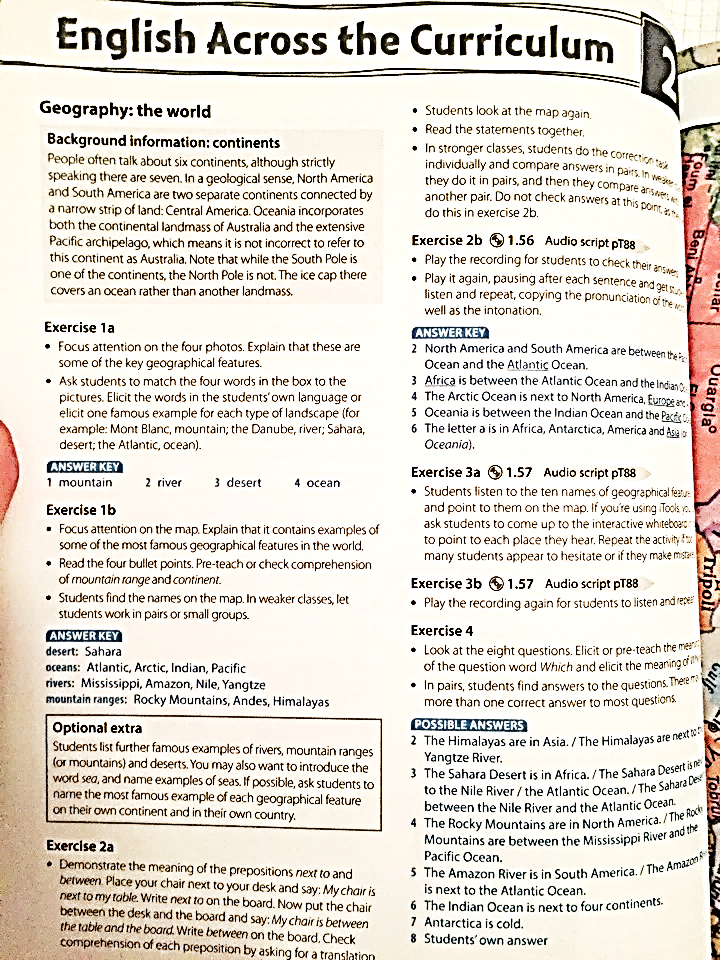 English Across the Curriculum
2
Geography: the world
Background information: continents
People often talk about six continents, although strictly
speaking there are seven. In a geological sense, North America
and South America are two separate continents connected by
a narrow strip of land: Central America. Oceania incorporates
both the continental landmass of Australia and the extensive
Pacific archipelago, which means it is not incorrect to refer to
this continent as Australia. Note that while the South Pole is
one of the continents, the North Pole is not. The ice cap there
covers an ocean rather than another landmass.
Exercise 1a
• Focus attention on the four photos. Explain that these are
some of the key geographical features.
• Ask students to match the four words in the box to the
pictures. Elicit the words in the students' own language or
elicit one famous example for each type of landscape (for
example: Mont Blanc, mountain; the Danube, river; Sahara,
desert; the Atlantic, ocean).
ANSWER KEY
1 mountain 2 river 3 desert 4 ocean
Exercise 1b
• Focus attention on the map. Explain that it contains examples of
some of the most famous geographical features in the world.
• Read the four bullet points. Pre-teach or check comprehension
of mountain range and continent.
• Students find the names on the map. In weaker classes, let
students work in pairs or small groups.
ANSWER KEY
desert: Sahara
oceans: Atlantic, Arctic, Indian, Pacific
rivers: Mississippi, Amazon, Nile, Yangtze
mountain ranges: Rocky Mountains, Andes, Himalayas
Optional extra
Students list further famous examples of rivers, mountain ranges
(or mountains) and deserts. You may also want to introduce the
word sea, and name examples of seas. If possible, ask students to
name the most famous example of each geographical feature
on their own continent and in their own country.
Exercise 2a
• Demonstrate the meaning of the prepositions next to and
between. Place your chair next to your desk and say: My chair is
next to my table. Write next to on the board. Now put the chair
between the desk and the board and say: My chair is between
the table and the board. Write between on the board. Check
comprehension of each preposition by asking for a translation
• Students look at the map again.
• Read the statements together.
• In stronger classes, students do the correction task
individually and compare answers in pairs. In weaker
they do it in pairs, and then they compare answers
another pair. Do not check answers at this point, as
do this in exercise 2b.
Exercise 2b 1.56 Audio script pT88
• Play the recording for students to check their answers.
• Play it again, pausing after each sentence and get
listen and repeat, copying the pronunciation of the
well as the intonation.
ANSWER KEY
2 North America and South America are between the
Ocean and the Atlantic Ocean.
3 Africa is between the Atlantic Ocean and the Indian
4 The Arctic Ocean is next to North America, Europe and
5 Oceania is between the Indian Ocean and the Pacific
6 The letter a is in Africa, Antarctica, America and Asia
Oceania).
Exercise 3a 1.57 Audio script pT88
• Students listen to the ten names of geographical
and point to them on the map. If you're using iTools,
ask students to come up to the interactive whiteboard
to point to each place they hear. Repeat the activity if
many students appear to hesitate or if they make
Exercise 3b 1.57 Audio script pT88
• Play the recording again for students to listen and repeat
Exercise 4
• Look at the eight questions. Elicit or pre-teach the
of the question word Which and elicit the meaning of
• In pairs, students find answers to the questions. There
more than one correct answer to most questions.
POSSIBLE ANSWERS
2 The Himalayas are in Asia. / The Himalayas are next to
Yangtze River.
3 The Sahara Desert is in Africa. / The Sahara Desert is
to the Nile River / the Atlantic Ocean. / The Sahara
between the Nile River and the Atlantic Ocean.
4 The Rocky Mountains are in North America. / The Rocky
Mountains are between the Mississippi River and the
Pacific Ocean.
5 The Amazon River is in South America. / The Amazon
is next to the Atlantic Ocean.
6 The Indian Ocean is next to four continents.
7 Antarctica is cold.
8 Students' own answer
Ouargla
Tripoli